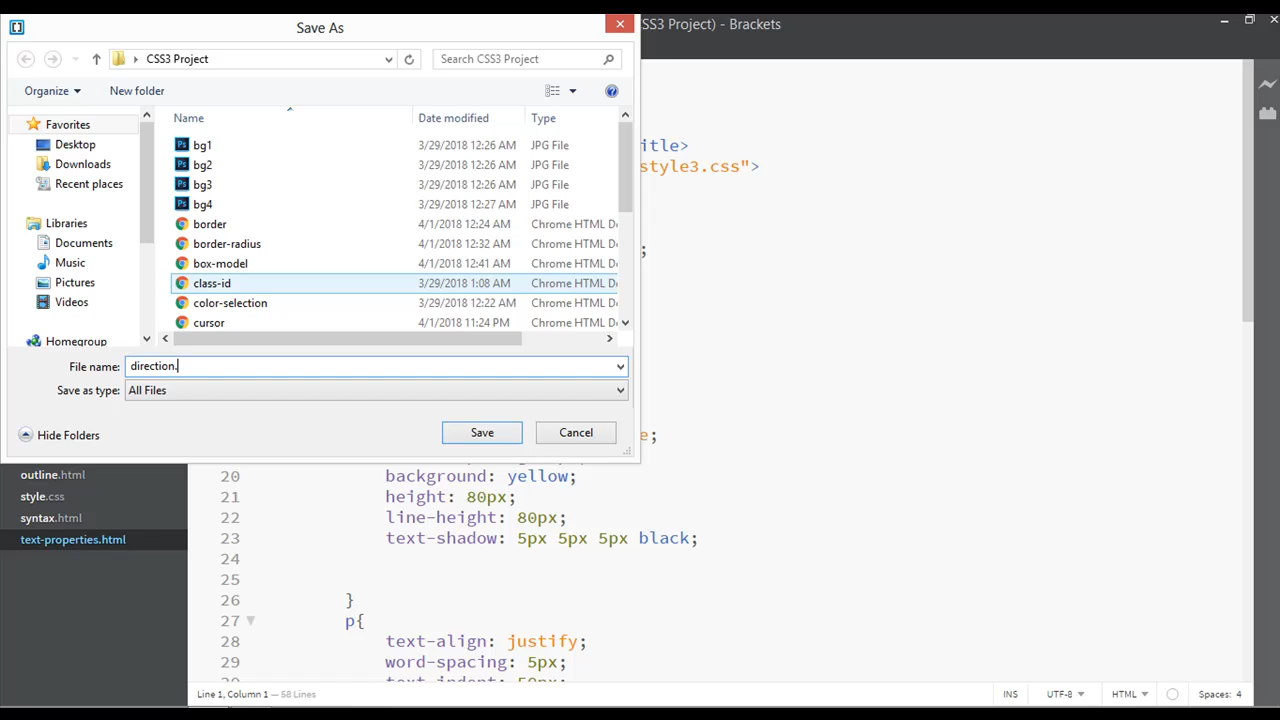 Save As
SS3 Project) - Brackets
CSS3 Project
Search CSS3 Project
Organize
New folder
Favorites
Desktop
Downloads
Recent places
Libraries
Documents
Music
Pictures
Videos
Homegroup
Name Date modified Type
bg1 3/29/2018 12:26 AM JPG File
bg2 3/29/2018 12:26 AM JPG File
bg3 3/29/2018 12:26 AM JPG File
bg4 3/29/2018 12:27 AM JPG File
border 4/1/2018 12:24 AM Chrome HTML Do
border-radius 4/1/2018 12:32 AM Chrome HTML Do
box-model 4/1/2018 12:41 AM Chrome HTML Do
class-id 3/29/2018 1:08 AM Chrome HTML Do
color-selection 3/29/2018 12:22 AM Chrome HTML Do
cursor 4/1/2018 11:24 PM Chrome HTML Do
File name: direction.
Save as type: All Files
Hide Folders
Save
Cancel
itle>
style3.css">
;
e;
outline.html
style.css
syntax.html
text-properties.html
20 background: yellow;
21 height: 80px;
22 line-height: 80px;
23 text-shadow: 5px 5px 5px black;
24
25
26 }
27 p{
28 text-align: justify;
29 word-spacing: 5px;
30 text-indent: 50px;
Line 1, Column 1 — 58 Lines
INS
UTF-8
HTML
Spaces: 4